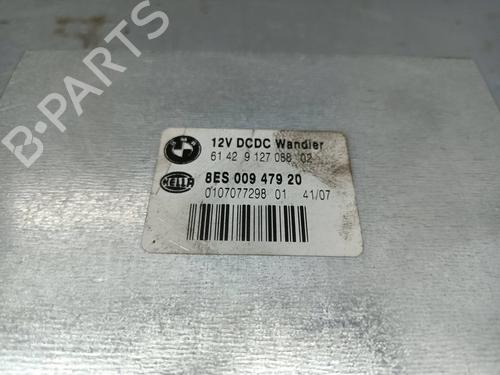 BMW
12V DCDC Wandler
61 42 9 127 088 02
HELLA
8ES 009 479 20
0107077298 01 41/07
B-PARTS